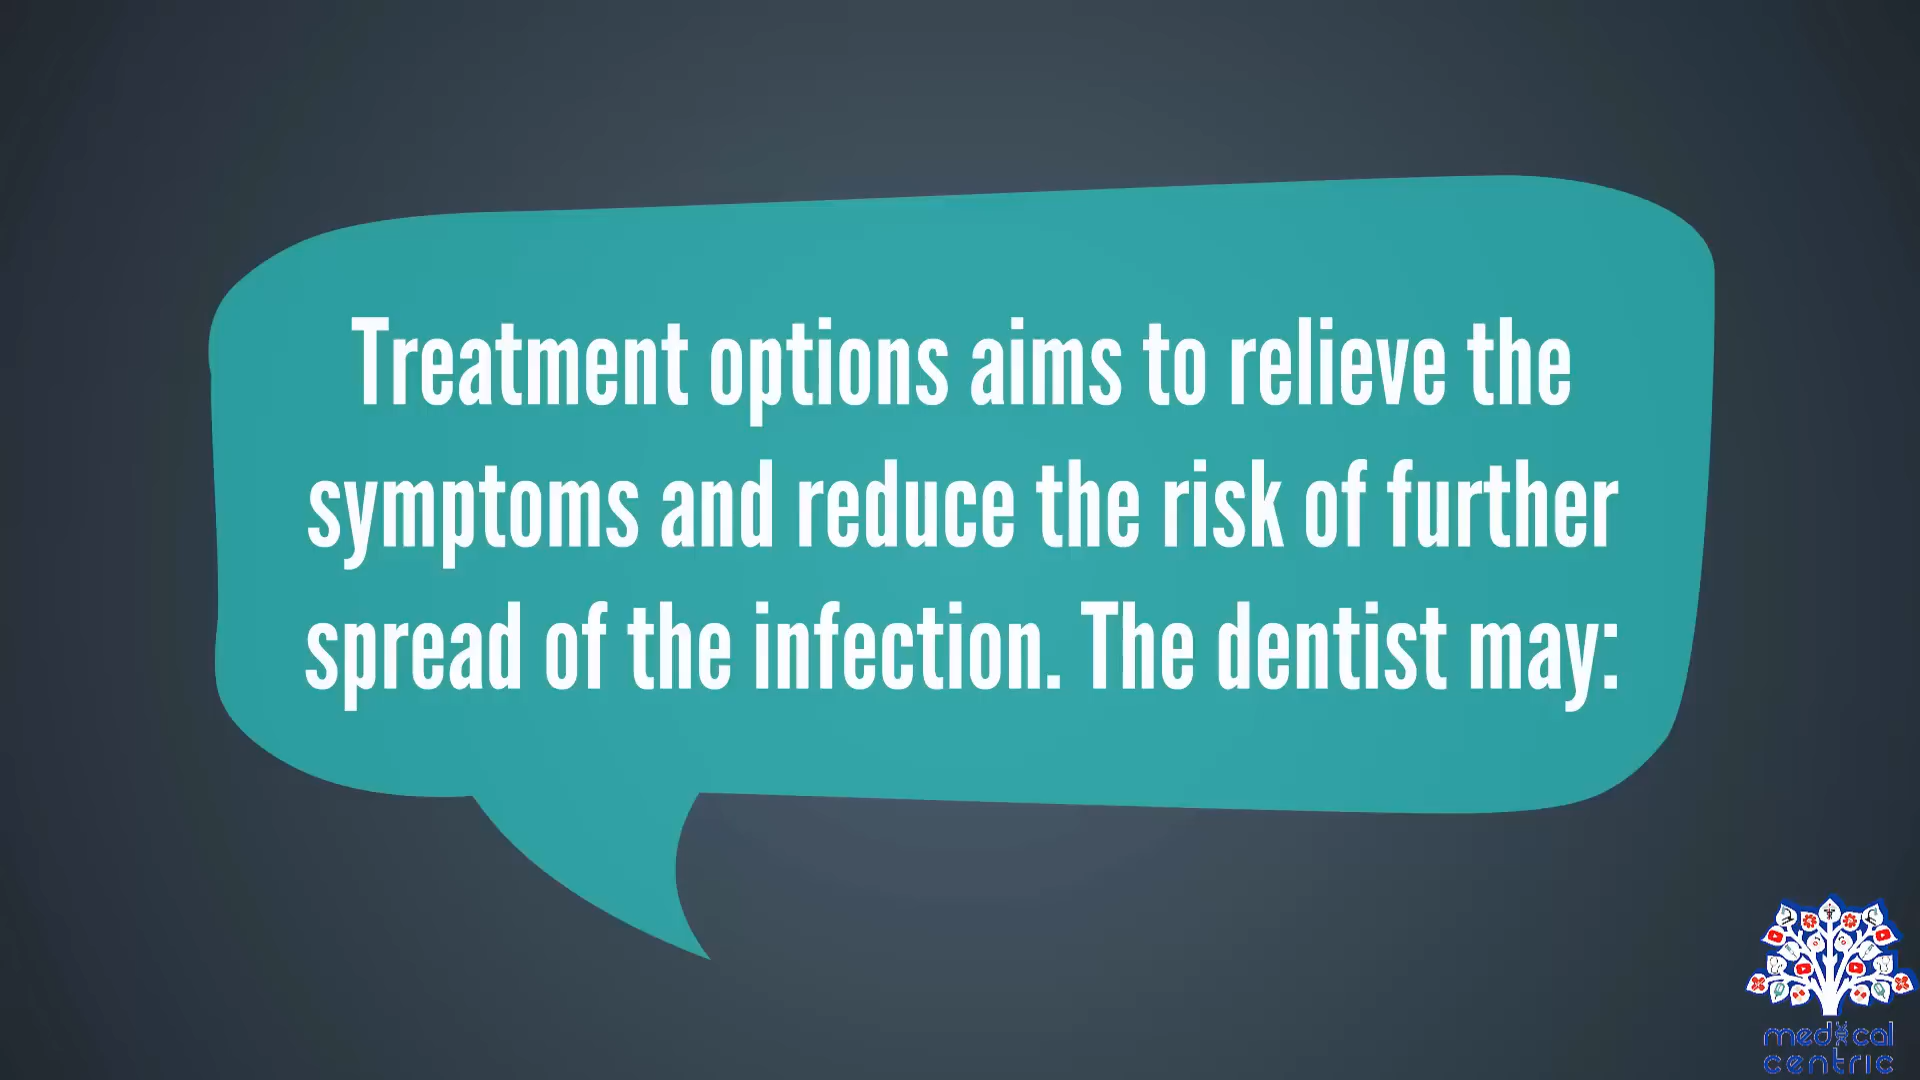 Treatment options aims to relieve the
symptoms and reduce the risk of further
spread of the infection. The dentist may:
medical
centric